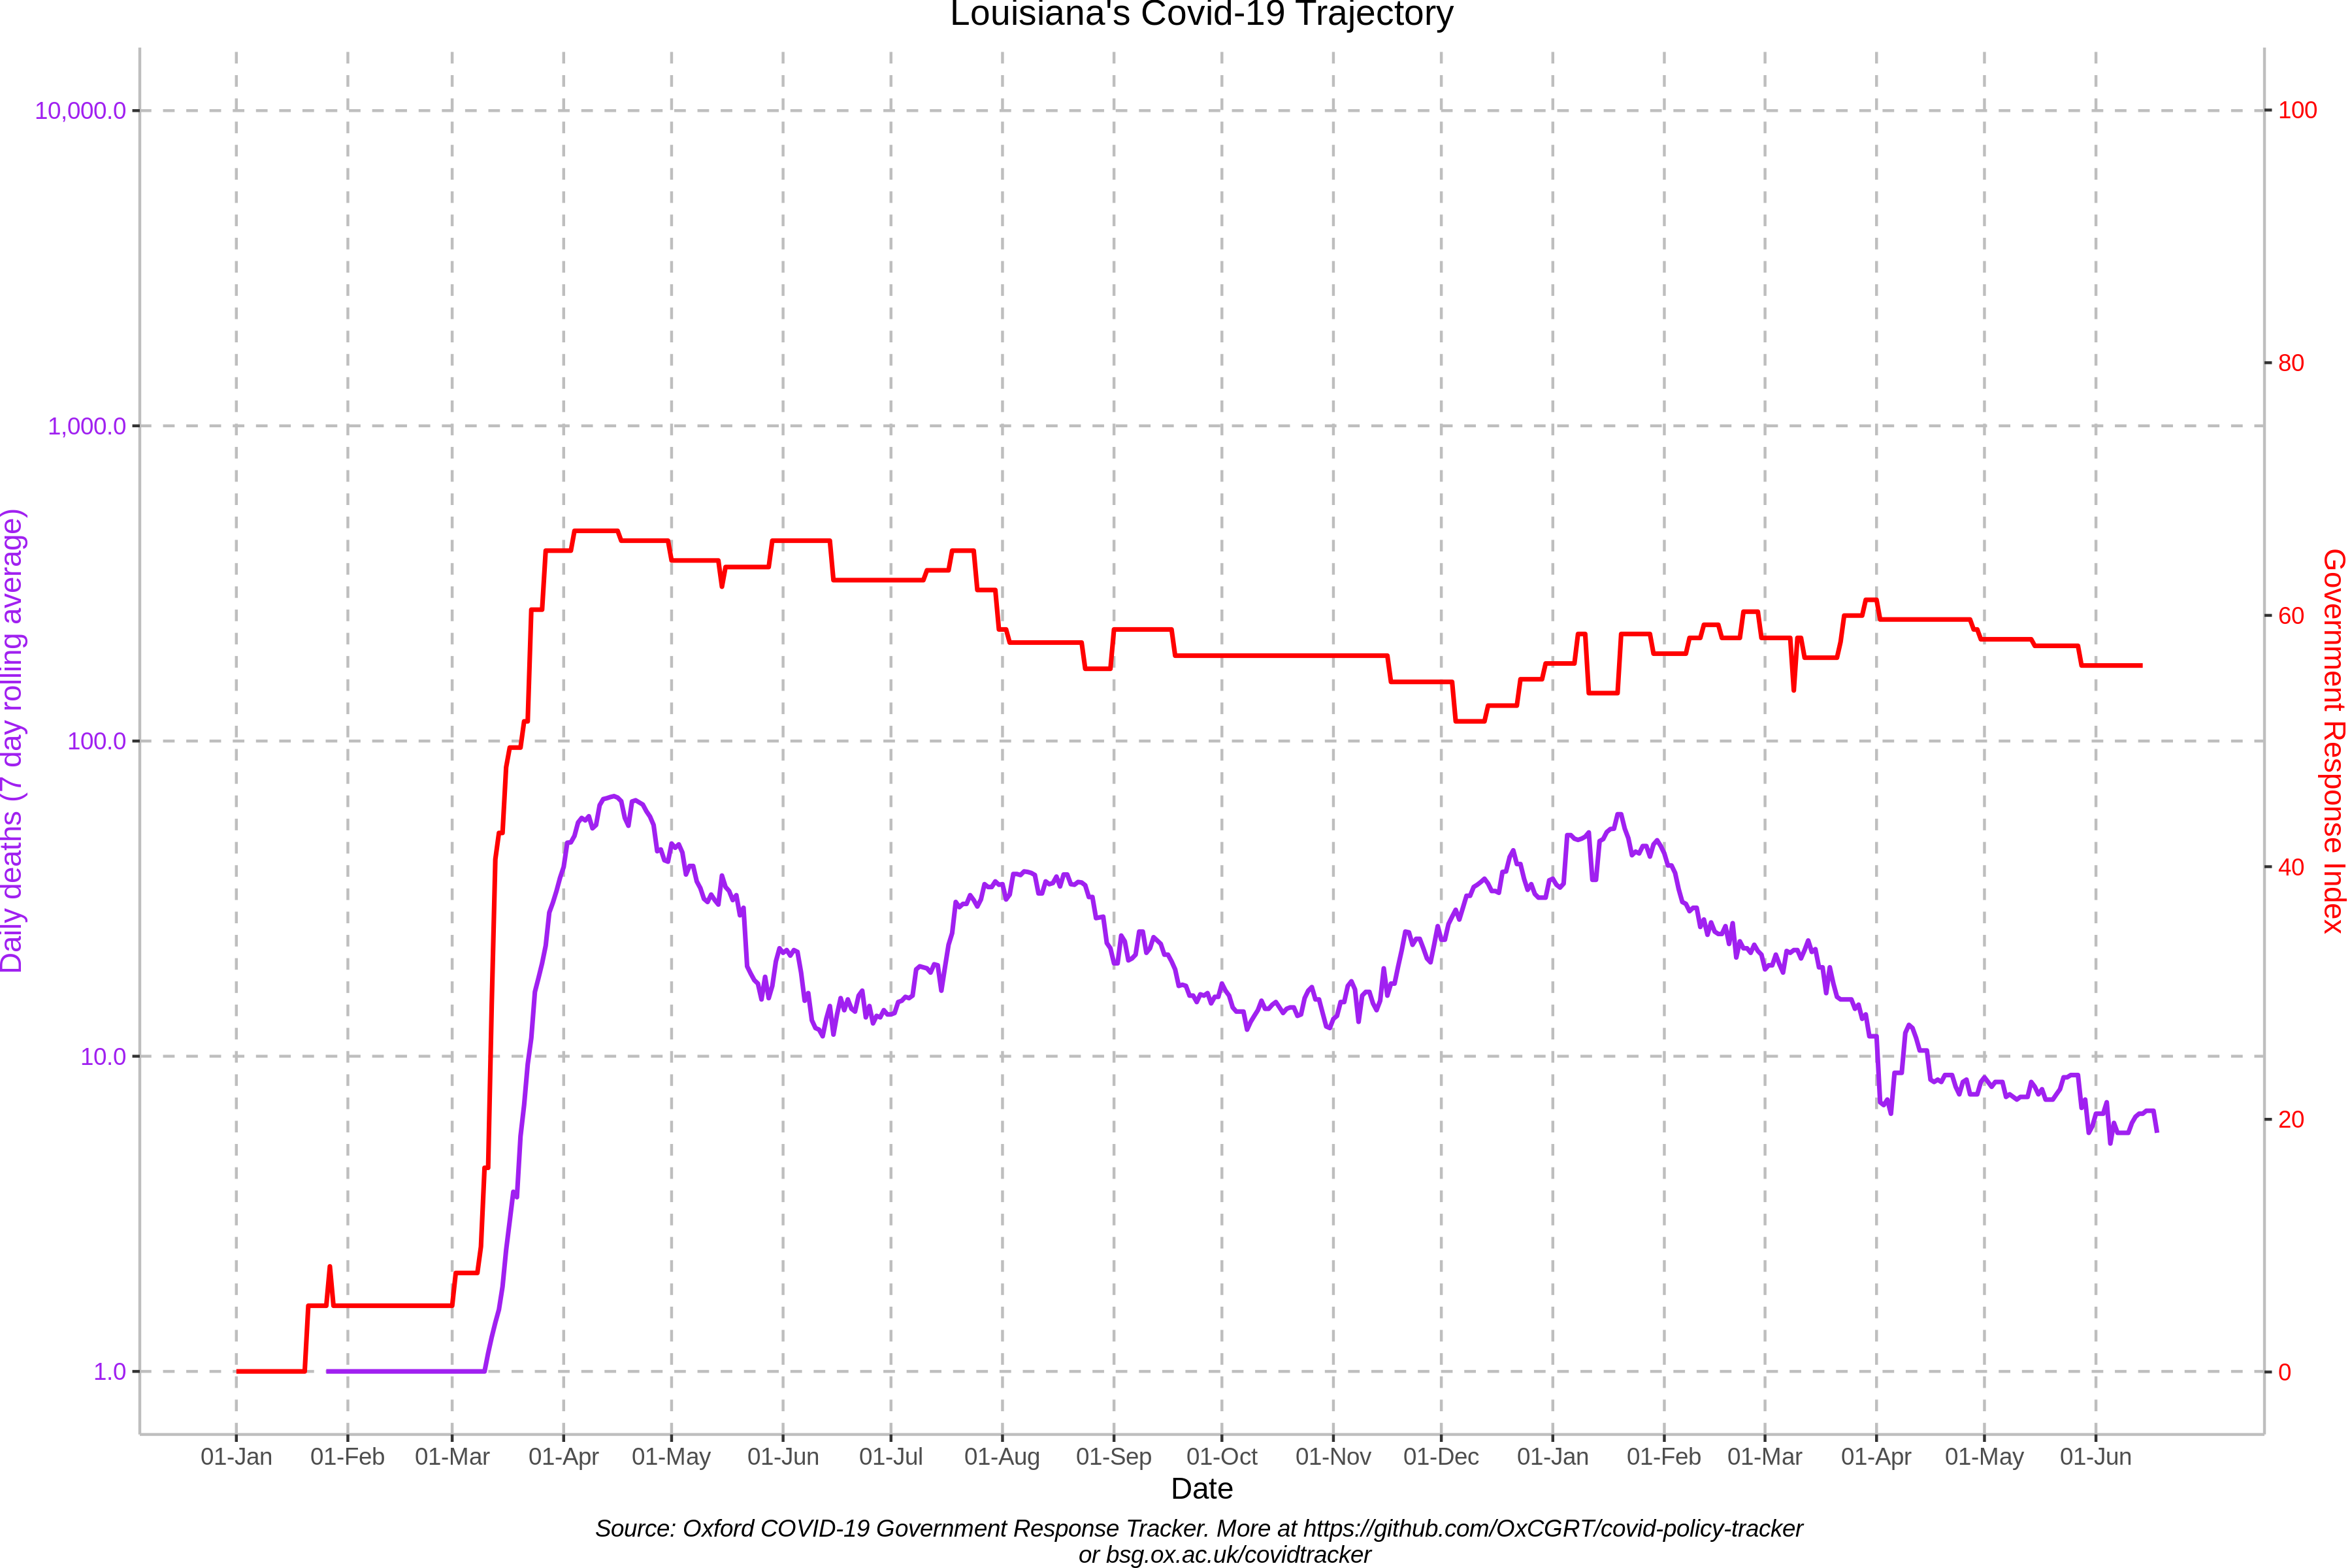 Louisiana's Covid-19 Trajectory
10,000.0
1,000.0
100.0
10.0
1.0
Daily deaths (7 day rolling average)
100
80
60
40
20
0
Government Response Index
01-Jan 01-Feb 01-Mar 01-Apr 01-May 01-Jun 01-Jul 01-Aug 01-Sep 01-Oct 01-Nov 01-Dec 01-Jan 01-Feb 01-Mar 01-Apr 01-May 01-Jun
Date
Source: Oxford COVID-19 Government Response Tracker. More at https://github.com/OxCGRT/covid-policy-tracker
or bsg.ox.ac.uk/covidtracker